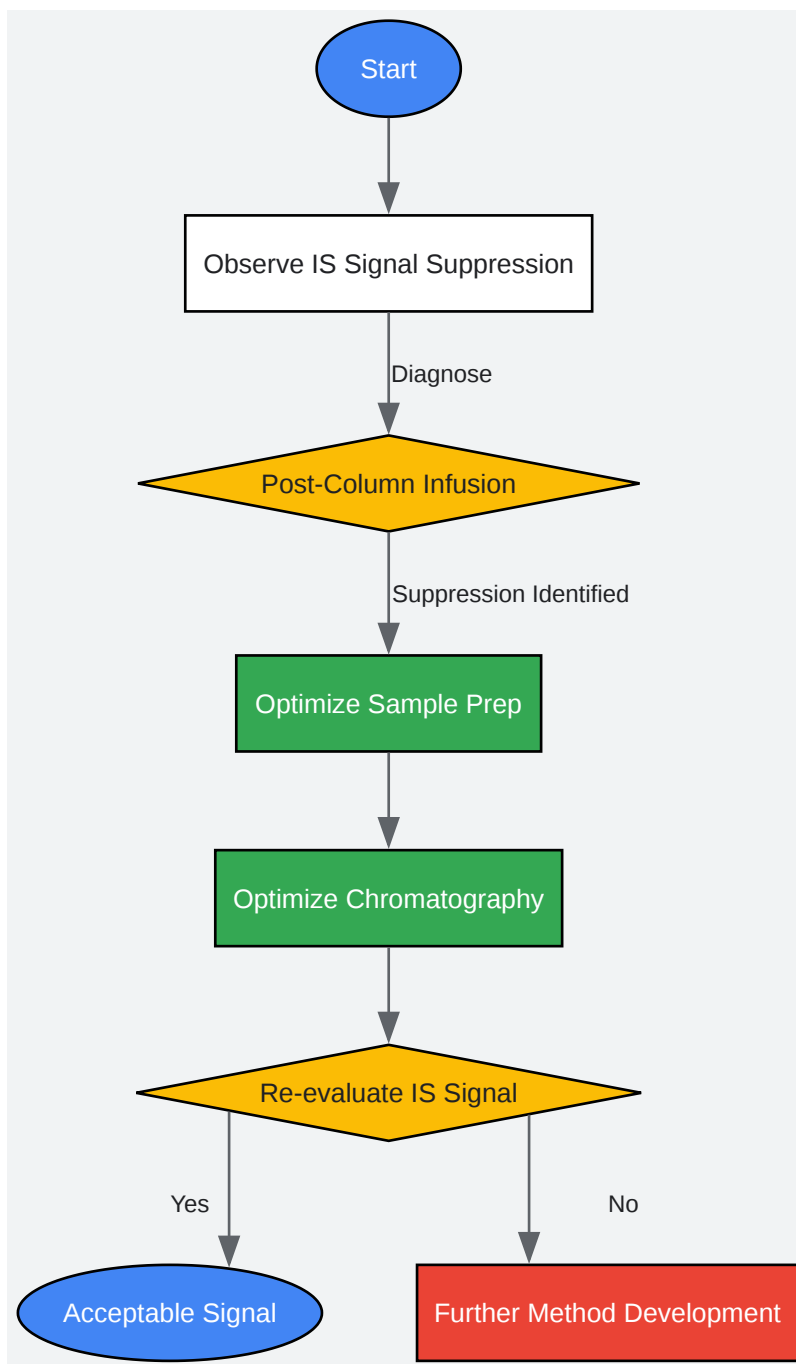 Start
Observe IS Signal Suppression
Diagnose
Post-Column Infusion
Suppression Identified
Optimize Sample Prep
Optimize Chromatography
Re-evaluate IS Signal
Yes
No
Acceptable Signal
Further Method Development